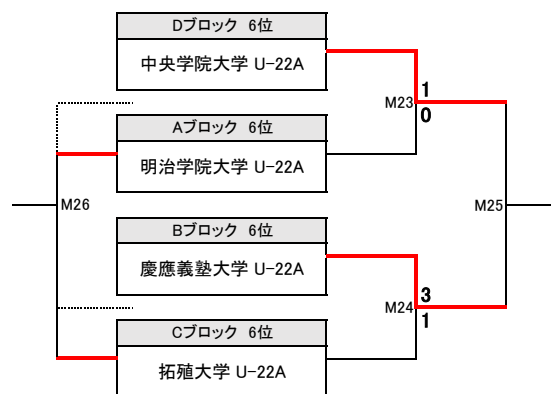 Dブロック 6位
中央学院大学 U-22A
1
M23
0
Aブロック 6位
明治学院大学 U-22A
M26
M25
Bブロック 6位
慶應義塾大学 U-22A
3
M24
1
Cブロック 6位
拓殖大学 U-22A